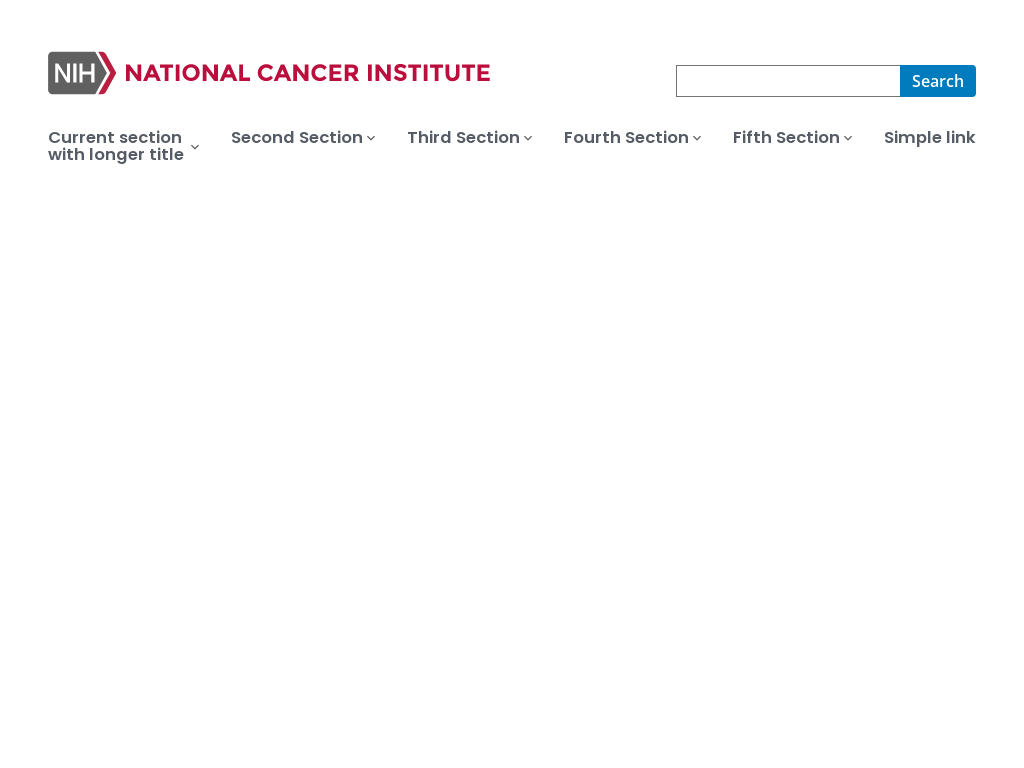 NIH NATIONAL CANCER INSTITUTE
Search
Current section
with longer title
Second Section
Third Section
Fourth Section
Fifth Section
Simple link